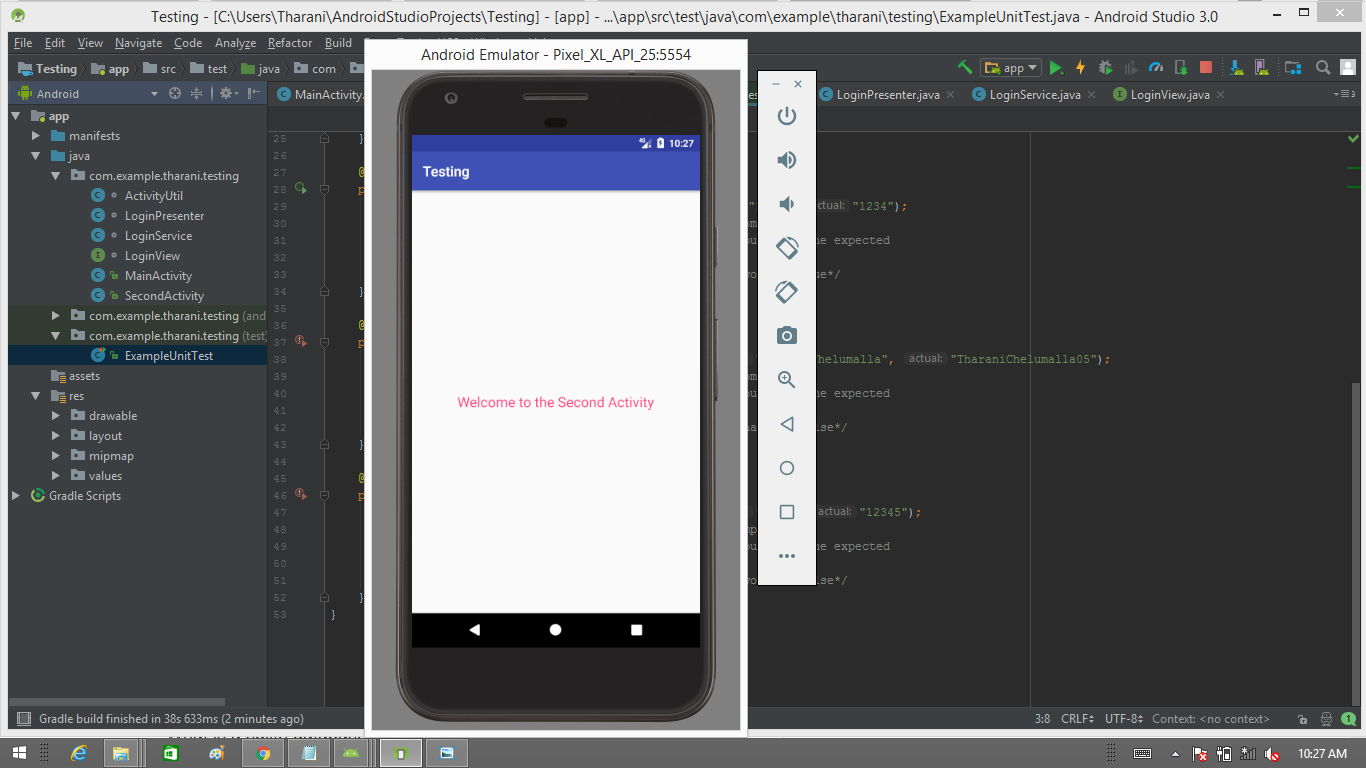 Testing - [C:\Users\Tharani\AndroidStudioProjects\Testing] - [app] - ...\app\src\test\java\com\example\tharani\testing\ExampleUnitTest.java - Android Studio 3.0
File Edit View Navigate Code Analyze Refactor Build
Android Emulator - Pixel_XL_API_25:5554
Testing app src test java com
app
Android
MainActivity.
LoginPresenter.java
LoginService.java
LoginView.java
app
manifests
java
com.example.tharani.testing
ActivityUtil
LoginPresenter
LoginService
LoginView
MainActivity
SecondActivity
com.example.tharani.testing (and
com.example.tharani.testing (test)
ExampleUnitTest
assets
res
drawable
layout
mipmap
values
Gradle Scripts
25 }
26
27 @
28 p
29 actual: "1234");
30
31 expected
32
33 */
34 }
35
36 @
37 p
38 helumalla", actual: "TharaniChelumalla05");
39
40 expected
41
42 lse*/
43 }
44
45 @
46 p
47 actual: "12345");
48
49 expected
50
51 lse*/
52 }
53 }
10:27
Testing
Welcome to the Second Activity
Gradle build finished in 38s 633ms (2 minutes ago)
3:8 CRLF UTF-8 Context: <no context>
1
10:27 AM